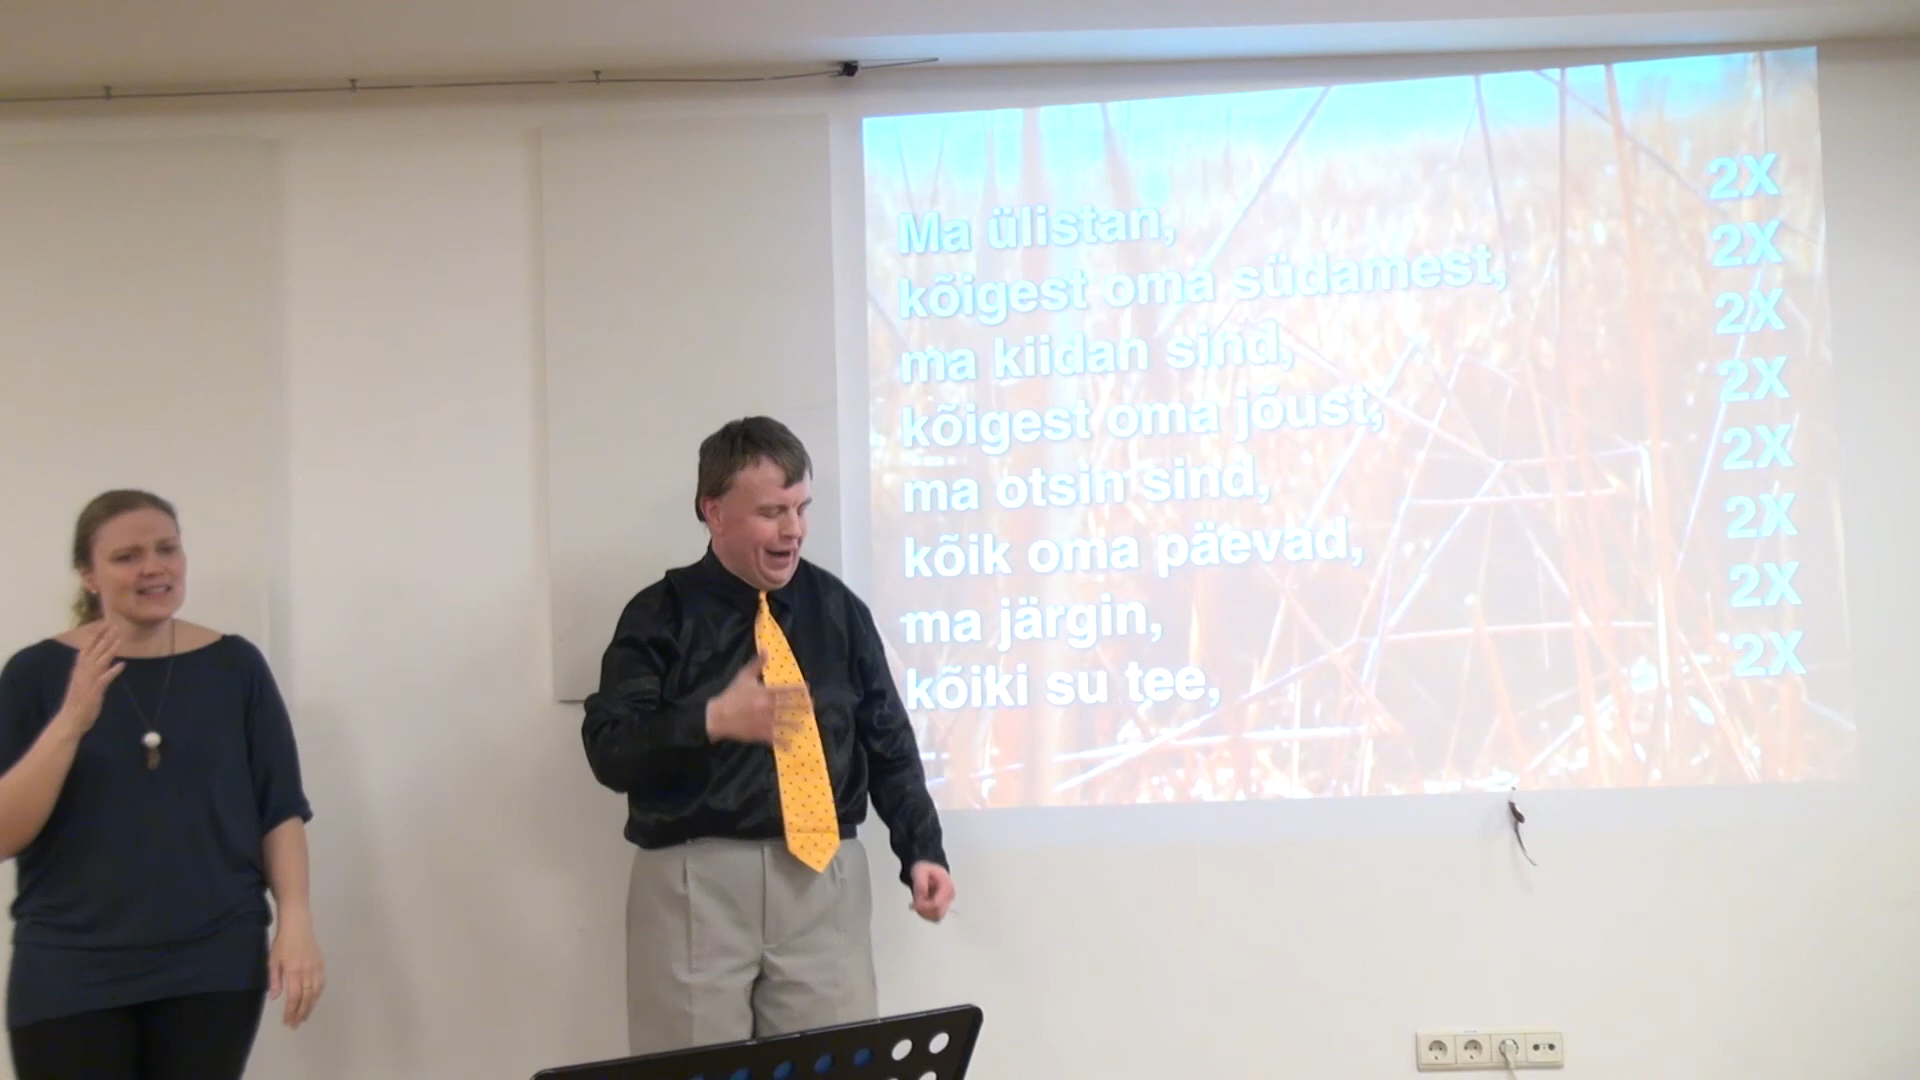 Ma ülistan, 2X
kõigest oma südamest, 2X
ma kiidan sind, 2X
kõigest oma jõust, 2X
ma otsin sind, 2X
kõik oma päevad, 2X
ma järgin, 2X
kõiki su tee, 2X